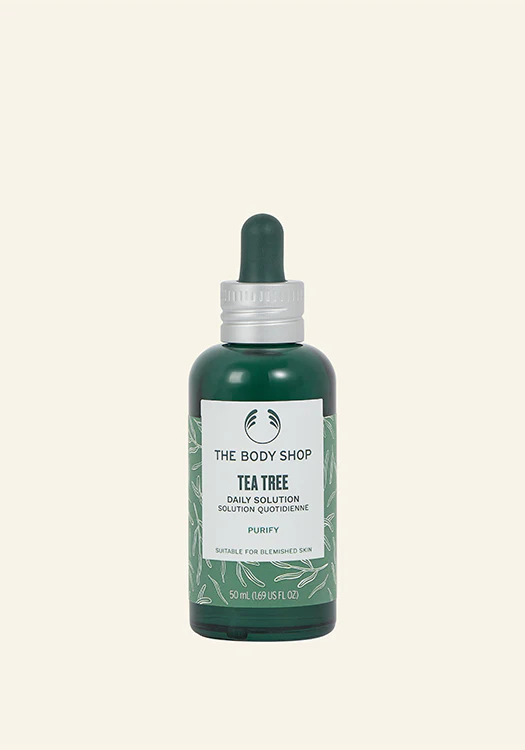 THE BODY SHOP
TEA TREE
DAILY SOLUTION
SOLUTION QUOTIDIENNE
PURIFY
SUITABLE FOR BLEMISHED SKIN
50 mL (1.69 US FL OZ)